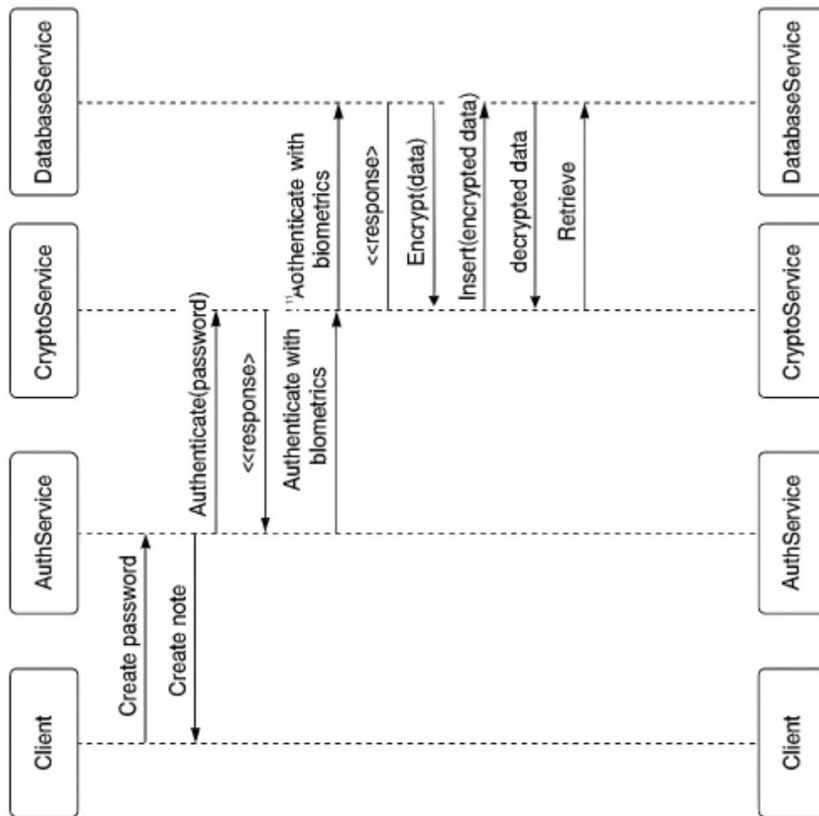 Client
AuthService
CryptoService
DatabaseService
Create password
Create note
Authenticate(password)
<<response>
Authenticate with
bIometrics
"Aothenticate with
biometrics
<<response>
Encrypt(data)
Insert(encrypted data)
decrypted data
Retrieve
Client
AuthService
CryptoService
DatabaseService